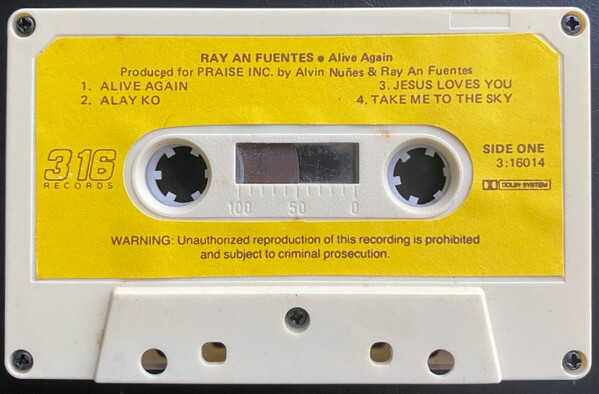 RAY AN FUENTES ● Alive Again
Produced for PRAISE INC. by Alvin Nuñes & Ray An Fuentes
1. ALIVE AGAIN
2. ALAY KO
3. JESUS LOVES YOU
4. TAKE ME TO THE SKY
3.16
RECORDS
SIDE ONE
3:16014
DOLBY SYSTEM
100 50 0
WARNING: Unauthorized reproduction of this recording is prohibited
and subject to criminal prosecution.